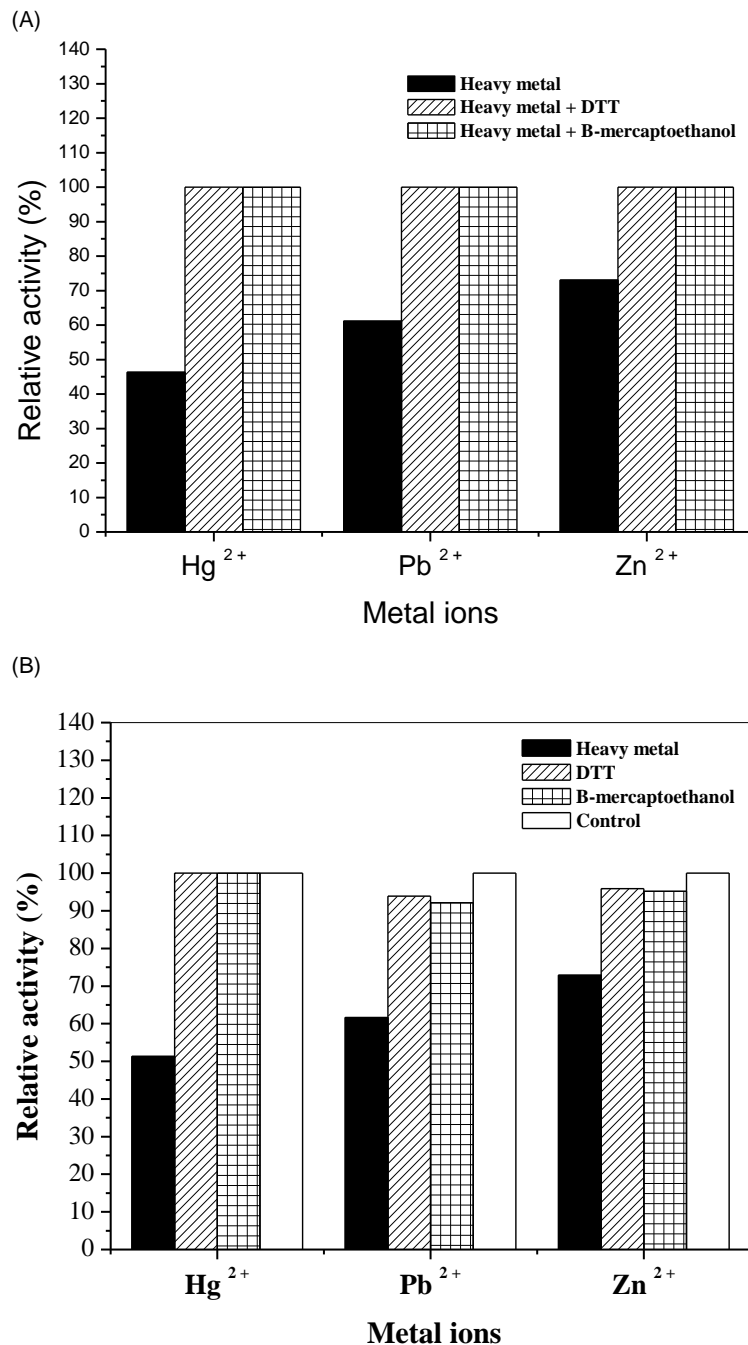 (A)
140
130
120
110
100
90
80
70
60
50
40
30
20
10
0
Relative activity (%)
Heavy metal
Heavy metal + DTT
Heavy metal + B-mercaptoethanol
Hg 2+ Pb 2+ Zn 2+
Metal ions
(B)
140
130
120
110
100
90
80
70
60
50
40
30
20
10
0
Relative activity (%)
Heavy metal
DTT
B-mercaptoethanol
Control
Hg 2+ Pb 2+ Zn 2+
Metal ions